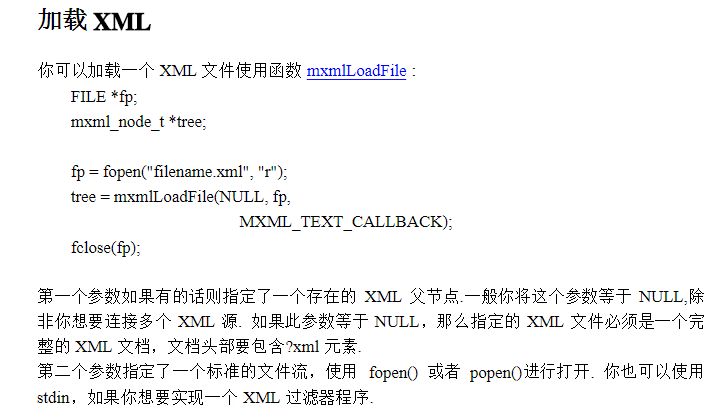 加载 XML
你可以加载一个 XML 文件使用函数 mxmlLoadFile :
FILE *fp;
mxml_node_t *tree;
fp = fopen("filename.xml", "r");
tree = mxmlLoadFile(NULL, fp,
MXML_TEXT_CALLBACK);
fclose(fp);
第一个参数如果有的话则指定了一个存在的 XML 父节点.一般你将这个参数等于 NULL,除
非你想要连接多个 XML 源. 如果此参数等于 NULL，那么指定的 XML 文件必须是一个完
整的 XML 文档，文档头部要包含?xml 元素.
第二个参数指定了一个标准的文件流，使用 fopen() 或者 popen()进行打开. 你也可以使用
stdin，如果你想要实现一个 XML 过滤器程序.